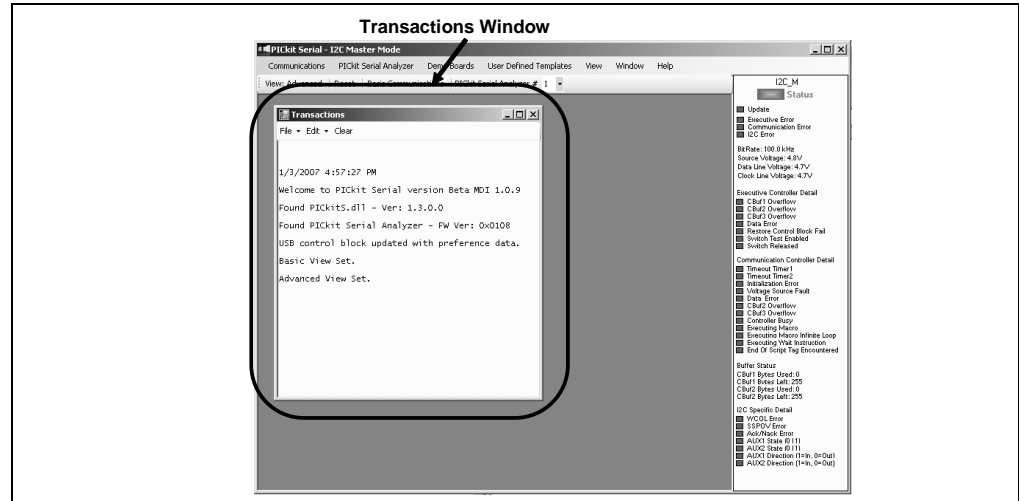 Transactions Window
PICkit Serial - I2C Master Mode
Communications PICkit Serial Analyzer Demo Boards User Defined Templates View Window Help
View: Advanced Reset Basic Communications PICkit Serial Analyzer # 1
Transactions
File Edit Clear
1/3/2007 4:57:27 PM
Welcome to PICkit Serial version Beta MDI 1.0.9
Found PICkitS.dll - Ver: 1.3.0.0
Found PICkit Serial Analyzer - FW Ver: 0x0108
USB control block updated with preference data.
Basic View Set.
Advanced View Set.
I2C_M
Status
Update
Executive Error
Communication Error
I2C Error
BitRate: 100.0 kHz
Source Voltage: 4.8V
Data Line Voltage: 4.7V
Clock Line Voltage: 4.7V
Executive Controller Detail
CBuf1 Overflow
CBuf2 Overflow
CBuf3 Overflow
Data Error
Restore Control Block Fail
Switch Test Enabled
Switch Released
Communication Controller Detail
Timeout Timer1
Timeout Timer2
Initialization Error
Voltage Source Fault
Data Error
CBuf2 Overflow
CBuf3 Overflow
Controller Busy
Executing Macro
Executing Macro Infinite Loop
Executing Wait Instruction
End Of Script Tag Encountered
Buffer Status
CBuf1 Bytes Used: 0
CBuf1 Bytes Left: 255
CBuf2 Bytes Used: 0
CBuf2 Bytes Left: 255
I2C Specific Detail
WCOL Error
SSPOV Error
Ack/Nack Error
AUX1 State (0 | 1)
AUX2 State (0 | 1)
AUX1 Direction (1=In, 0=Out)
AUX2 Direction (1=In, 0=Out)